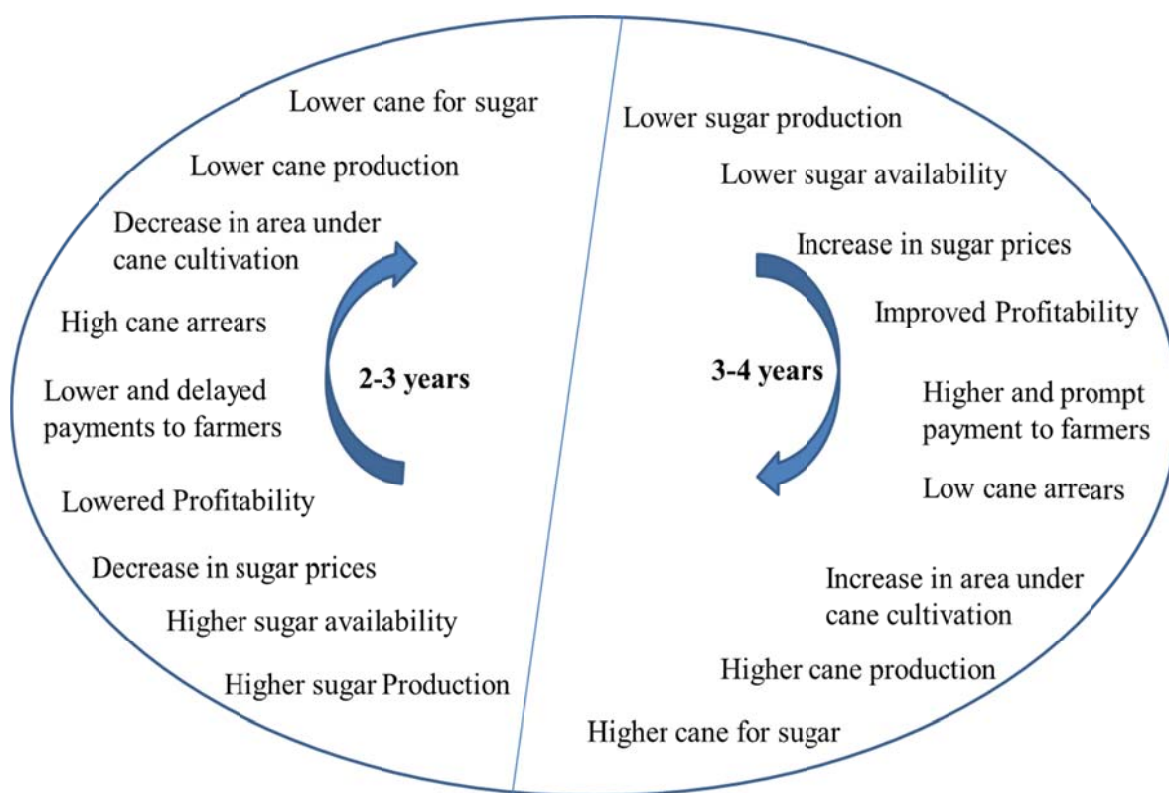 Lower cane for sugar
Lower cane production
Decrease in area under
cane cultivation
High cane arrears
Lower and delayed
payments to farmers
Lowered Profitability
Decrease in sugar prices
Higher sugar availability
Higher sugar Production
2-3 years
Lower sugar production
Lower sugar availability
Increase in sugar prices
Improved Profitability
Higher and prompt
payment to farmers
Low cane arrears
Increase in area under
cane cultivation
Higher cane production
Higher cane for sugar
3-4 years